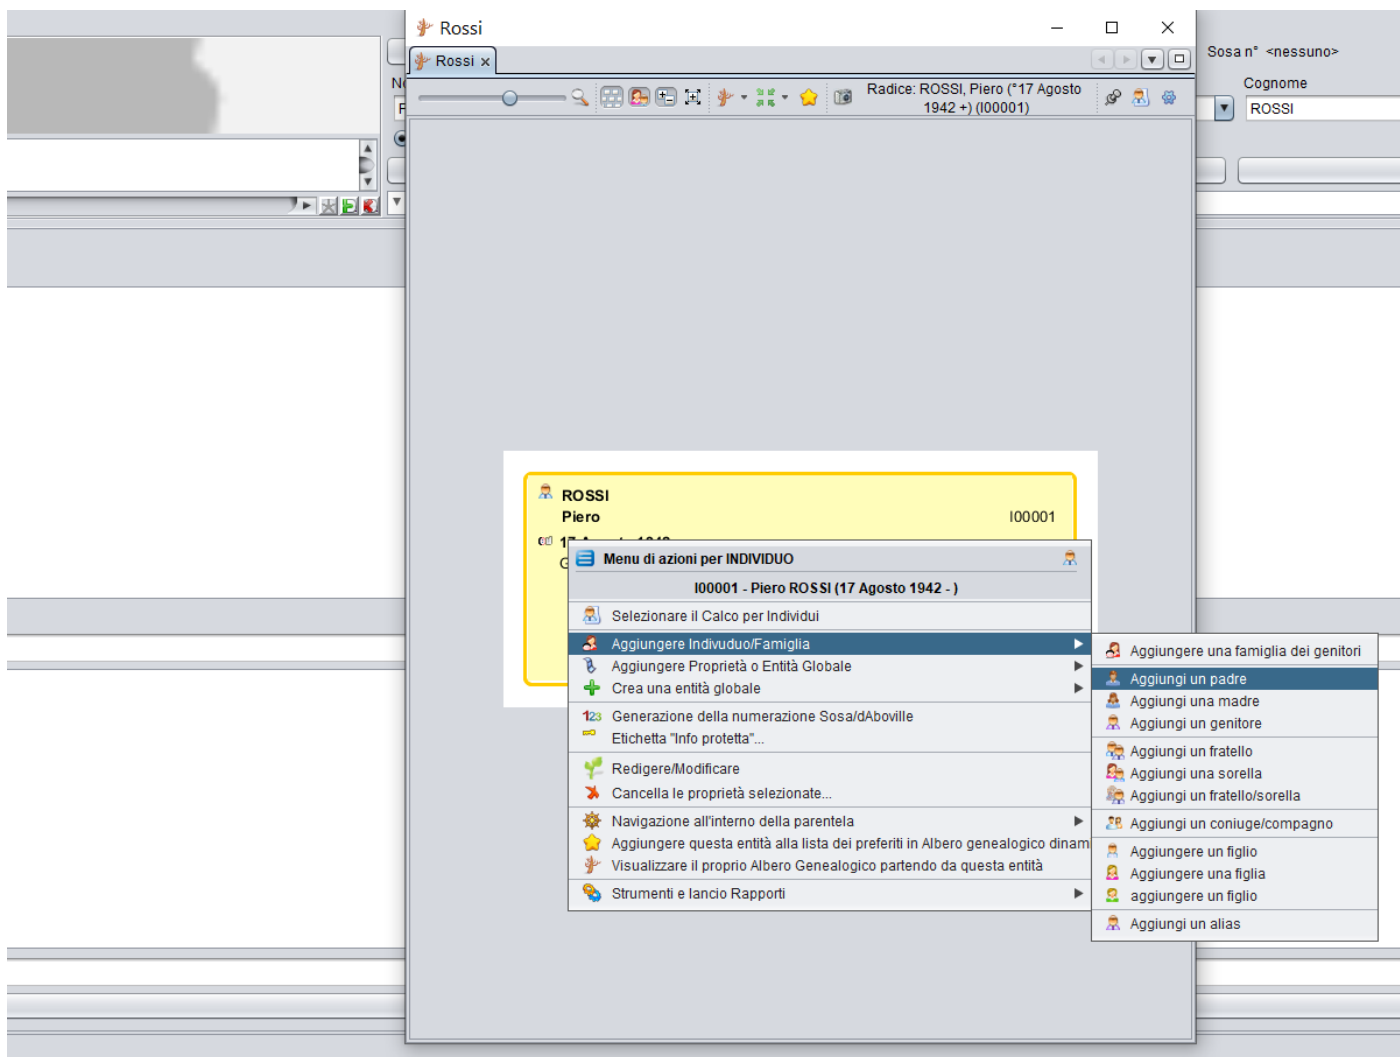 Rossi
Rossi
Sosa n° <nessuno>
Cognome
ROSSI
Radice: ROSSI, Piero (°17 Agosto
1942 +) (I00001)
ROSSI
Piero
I00001
Menu di azioni per INDIVIDUO
I00001 - Piero ROSSI (17 Agosto 1942 - )
Selezionare il Calco per Individui
Aggiungere Indivuduo/Famiglia
Aggiungere Proprietà o Entità Globale
Crea una entità globale
Generazione della numerazione Sosa/dAboville
Etichetta "Info protetta"...
Redigere/Modificare
Cancella le proprietà selezionate...
Navigazione all'interno della parentela
Aggiungere questa entità alla lista dei preferiti in Albero genealogico dinam
Visualizzare il proprio Albero Genealogico partendo da questa entità
Strumenti e lancio Rapporti
Aggiungere una famiglia dei genitori
Aggiungi un padre
Aggiungi una madre
Aggiungi un genitore
Aggiungi un fratello
Aggiungi una sorella
Aggiungi un fratello/sorella
Aggiungi un coniuge/compagno
Aggiungere un figlio
Aggiungere una figlia
aggiungere un figlio
Aggiungi un alias